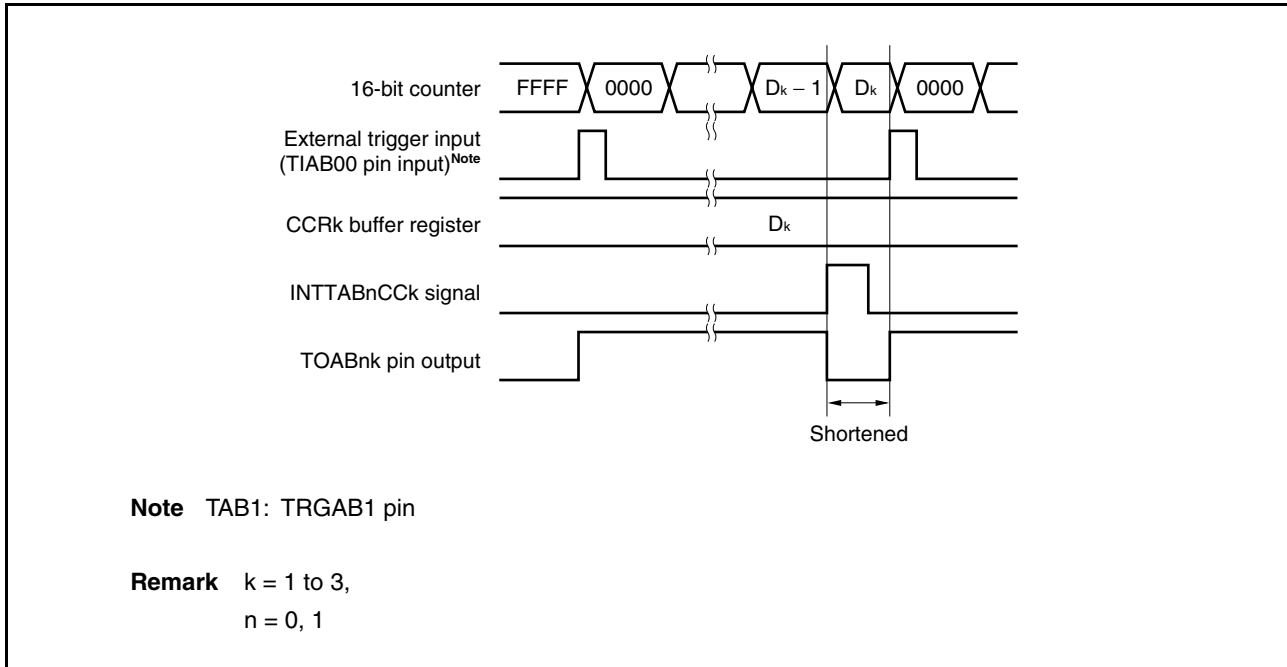 16-bit counter FFFF 0000 Dk – 1 Dk 0000
External trigger input
(TIAB00 pin input)Note
CCRk buffer register Dk
INTTABnCCk signal
TOABnk pin output
Shortened
Note TAB1: TRGAB1 pin
Remark k = 1 to 3,
n = 0, 1